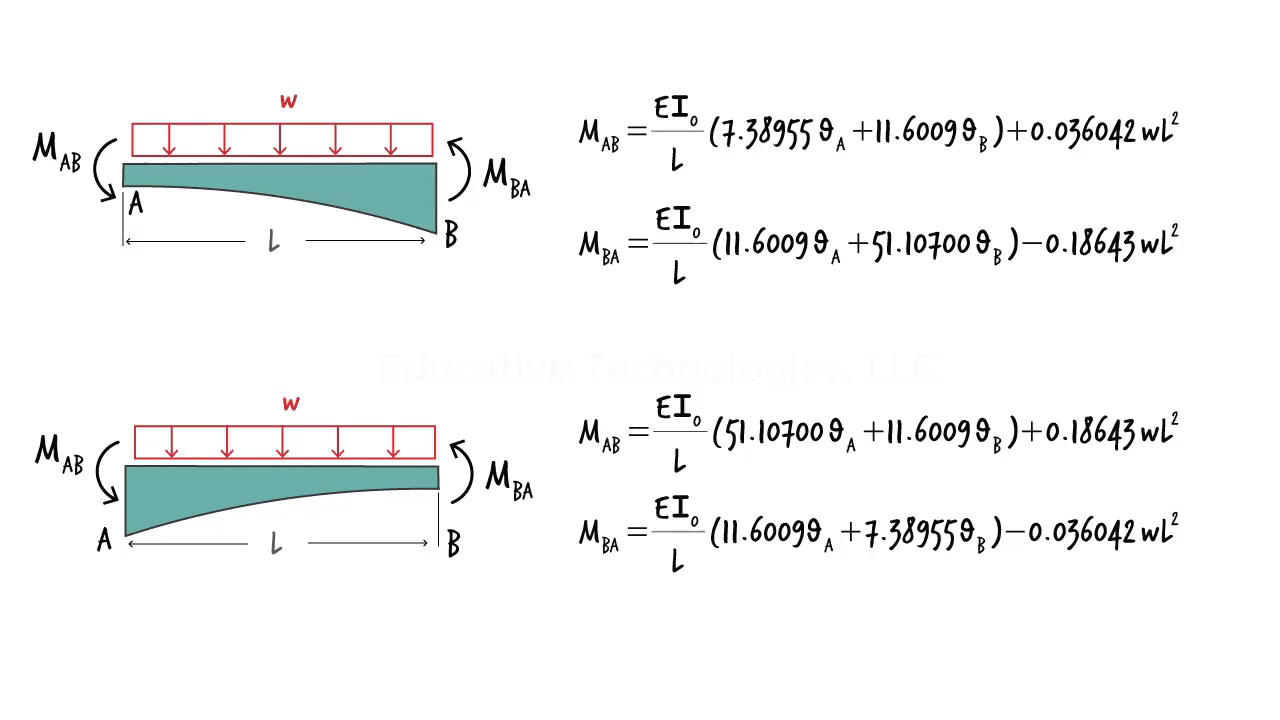 w
M_AB
M_BA
A
B
L
M_AB = EI₀/L (7.38955 θ_A + 11.6009 θ_B) + 0.036042 wL²
M_BA = EI₀/L (11.6009 θ_A + 51.10700 θ_B) − 0.18643 wL²
Educative Technologies, LLC
w
M_AB
M_BA
A
B
L
M_AB = EI₀/L (51.10700 θ_A + 11.6009 θ_B) + 0.18643 wL²
M_BA = EI₀/L (11.6009 θ_A + 7.38955 θ_B) − 0.036042 wL²